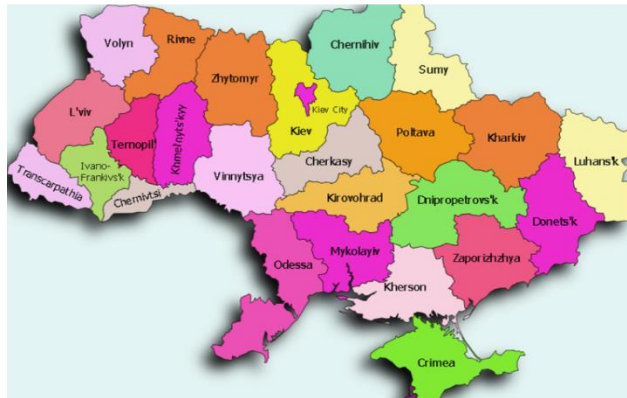 Volyn
Rivne
Zhytomyr
Chernihiv
Sumy
L'viv
Ternopil'
Khmelnyts'kyy
Kiev City
Kiev
Poltava
Kharkiv
Luhans'k
Ivano-
Frankivs'k
Transcarpathia
Chernivtsi
Vinnytsya
Cherkasy
Kirovohrad
Dnipropetrovs'k
Donets'k
Odessa
Mykolayiv
Zaporizhzhya
Kherson
Crimea